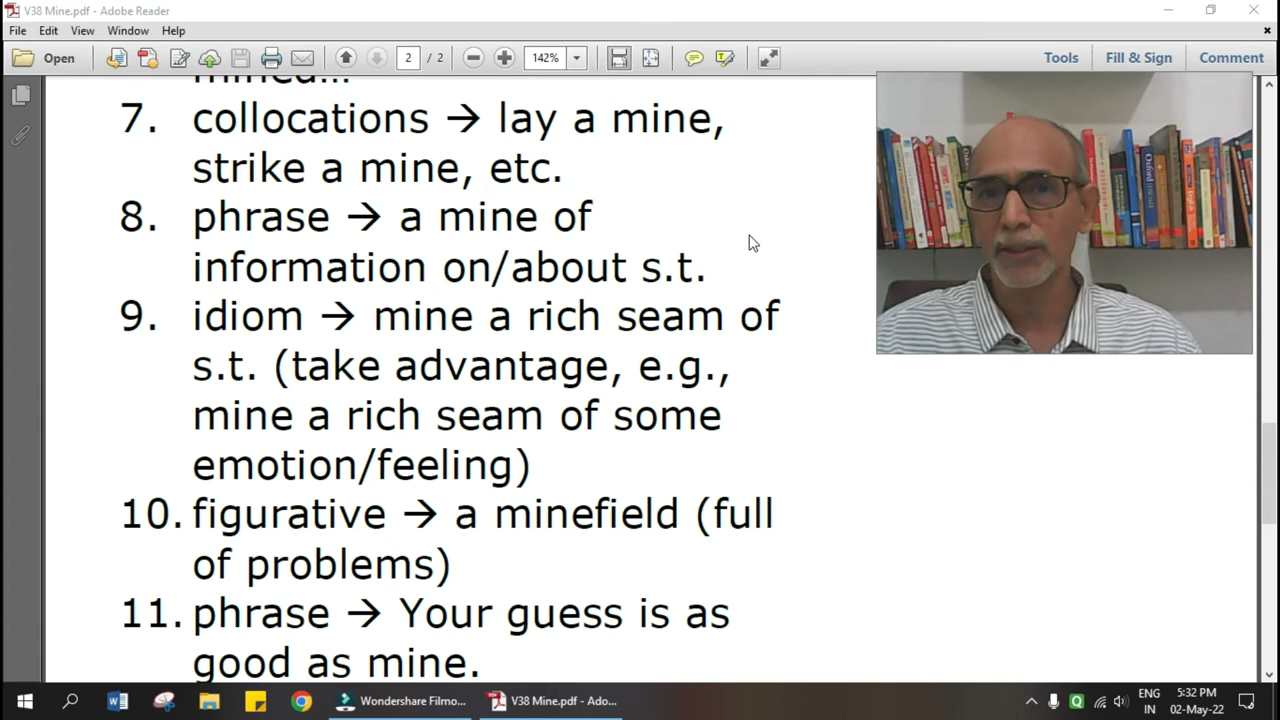 V38 Mine.pdf - Adobe Reader
File Edit View Window Help
Open 2 / 2 142% Tools Fill & Sign Comment
mined...
7. collocations → lay a mine,
strike a mine, etc.
8. phrase → a mine of
information on/about s.t.
9. idiom → mine a rich seam of
s.t. (take advantage, e.g.,
mine a rich seam of some
emotion/feeling)
10. figurative → a minefield (full
of problems)
11. phrase → Your guess is as
good as mine.
Wondershare Filmo... V38 Mine.pdf - Ado...
ENG
IN
5:32 PM
02-May-22